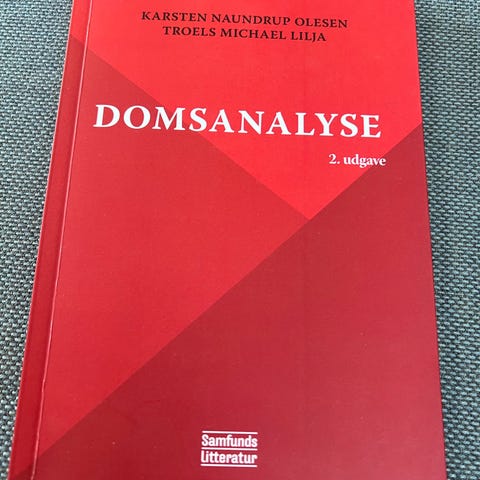 KARSTEN NAUNDRUP OLESEN
TROELS MICHAEL LILJA
DOMSANALYSE
2. udgave
Samfunds
litteratur